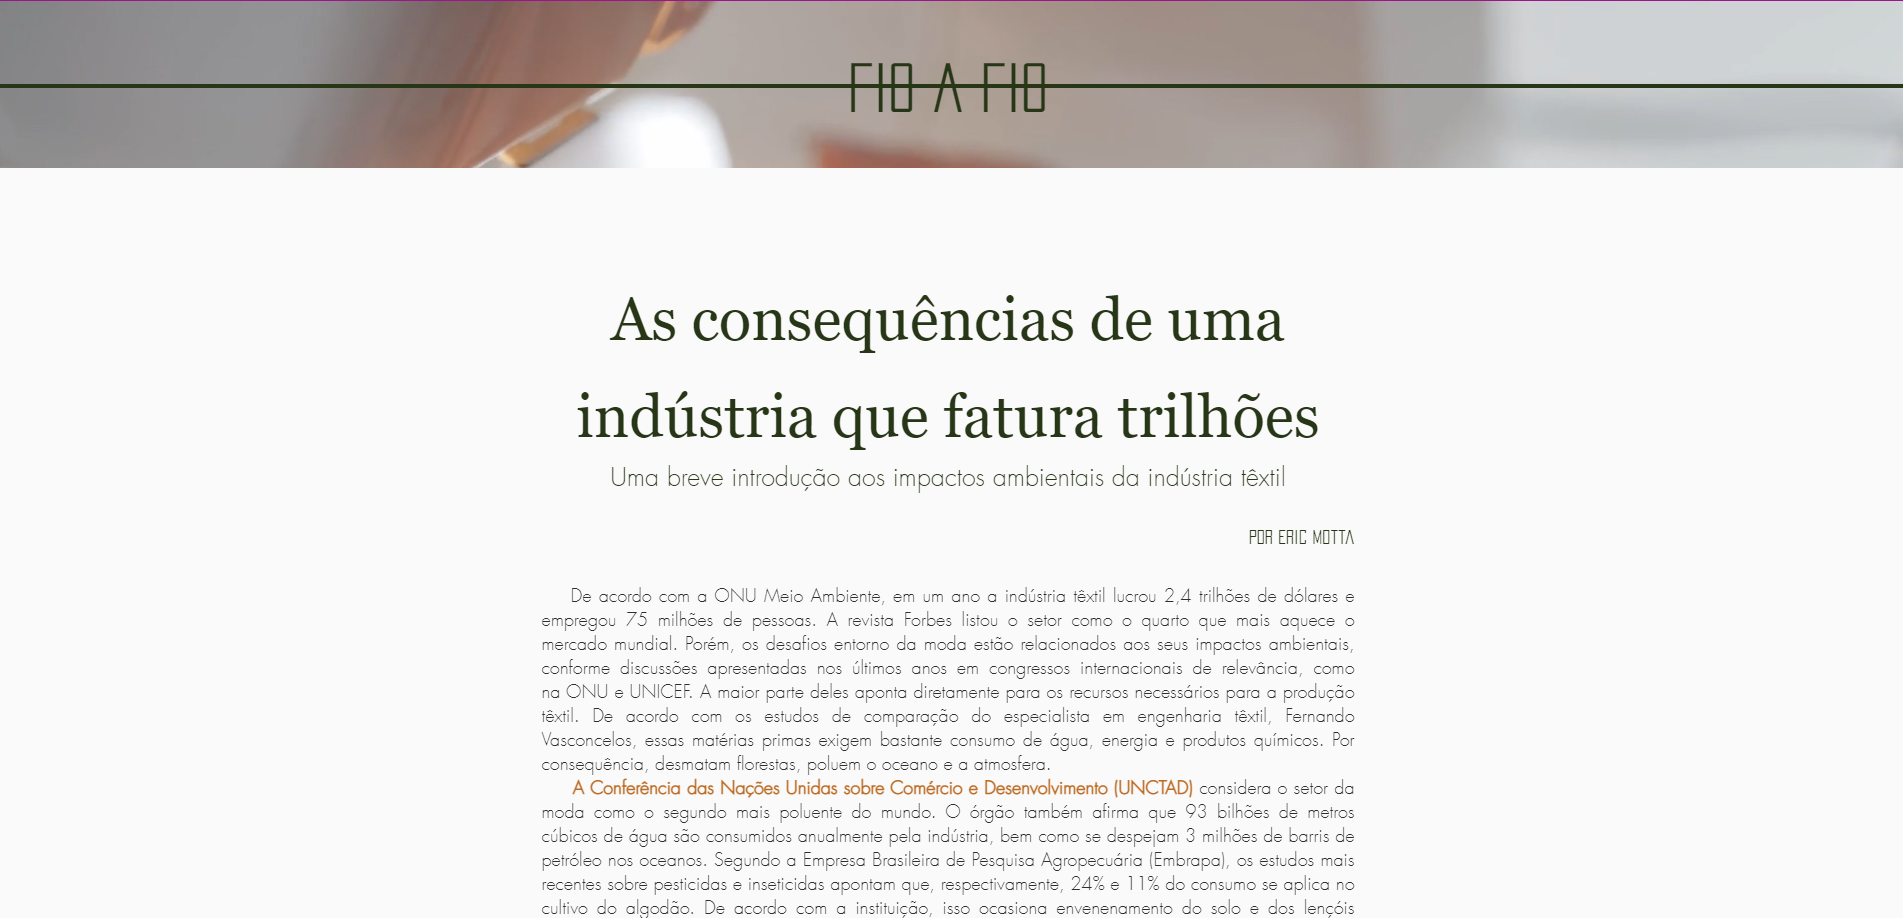 FIO A FIO
As consequências de uma
indústria que fatura trilhões
Uma breve introdução aos impactos ambientais da indústria têxtil
POR ERIC MOTTA
De acordo com a ONU Meio Ambiente, em um ano a indústria têxtil lucrou 2,4 trilhões de dólares e
empregou 75 milhões de pessoas. A revista Forbes listou o setor como o quarto que mais aquece o
mercado mundial. Porém, os desafios entorno da moda estão relacionados aos seus impactos ambientais,
conforme discussões apresentadas nos últimos anos em congressos internacionais de relevância, como
na ONU e UNICEF. A maior parte deles aponta diretamente para os recursos necessários para a produção
têxtil. De acordo com os estudos de comparação do especialista em engenharia têxtil, Fernando
Vasconcelos, essas matérias primas exigem bastante consumo de água, energia e produtos químicos. Por
consequência, desmatam florestas, poluem o oceano e a atmosfera.
A Conferência das Nações Unidas sobre Comércio e Desenvolvimento (UNCTAD) considera o setor da
moda como o segundo mais poluente do mundo. O órgão também afirma que 93 bilhões de metros
cúbicos de água são consumidos anualmente pela indústria, bem como se despejam 3 milhões de barris de
petróleo nos oceanos. Segundo a Empresa Brasileira de Pesquisa Agropecuária (Embrapa), os estudos mais
recentes sobre pesticidas e inseticidas apontam que, respectivamente, 24% e 11% do consumo se aplica no
cultivo do algodão. De acordo com a instituição, isso ocasiona envenenamento do solo e dos lençóis